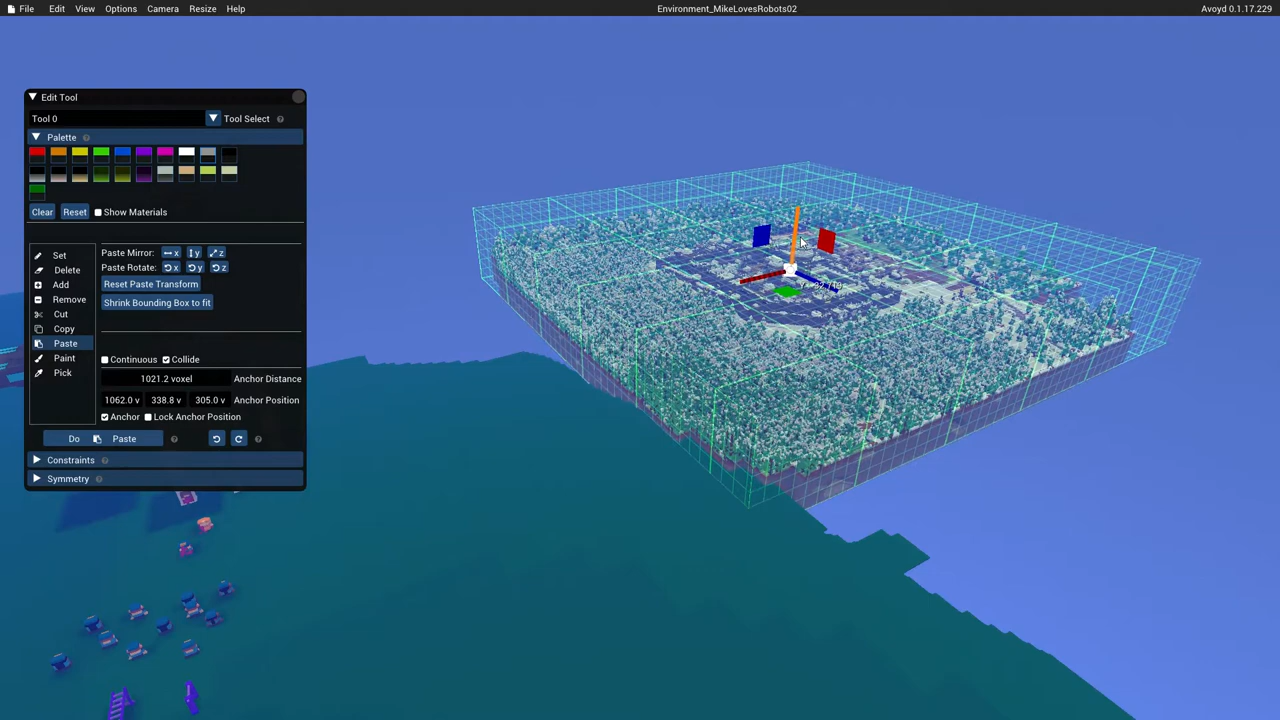 File Edit View Options Camera Resize Help Environment_MikeLovesRobots02 Avoyd 0.1.17.229
Edit Tool
Tool 0 Tool Select ?
Palette ?
Clear Reset Show Materials
Set
Delete
Add
Remove
Cut
Copy
Paste
Paint
Pick
Paste Mirror: x y z
Paste Rotate: x y z
Reset Paste Transform
Shrink Bounding Box to fit
Continuous Collide
1021.2 voxel Anchor Distance
1062.0 v 338.8 v 305.0 v Anchor Position
Anchor Lock Anchor Position
Do Paste ? ?
Constraints ?
Symmetry ?